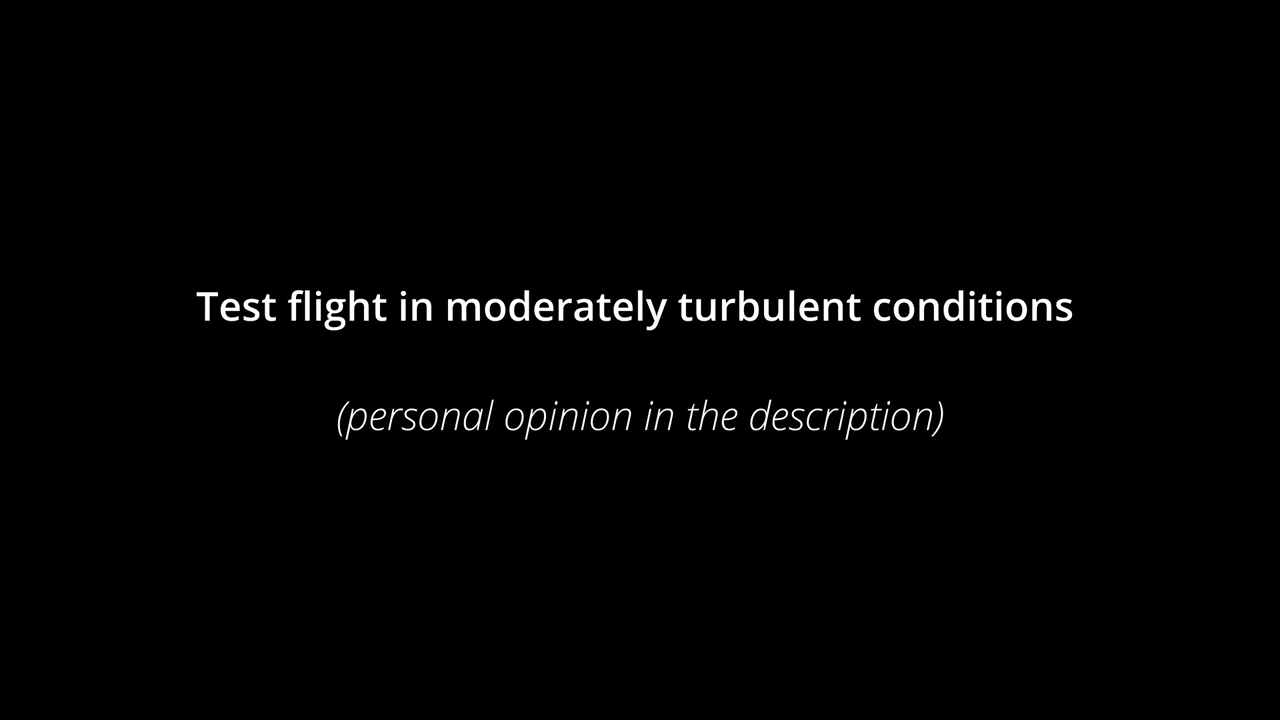 Test flight in moderately turbulent conditions
(personal opinion in the description)